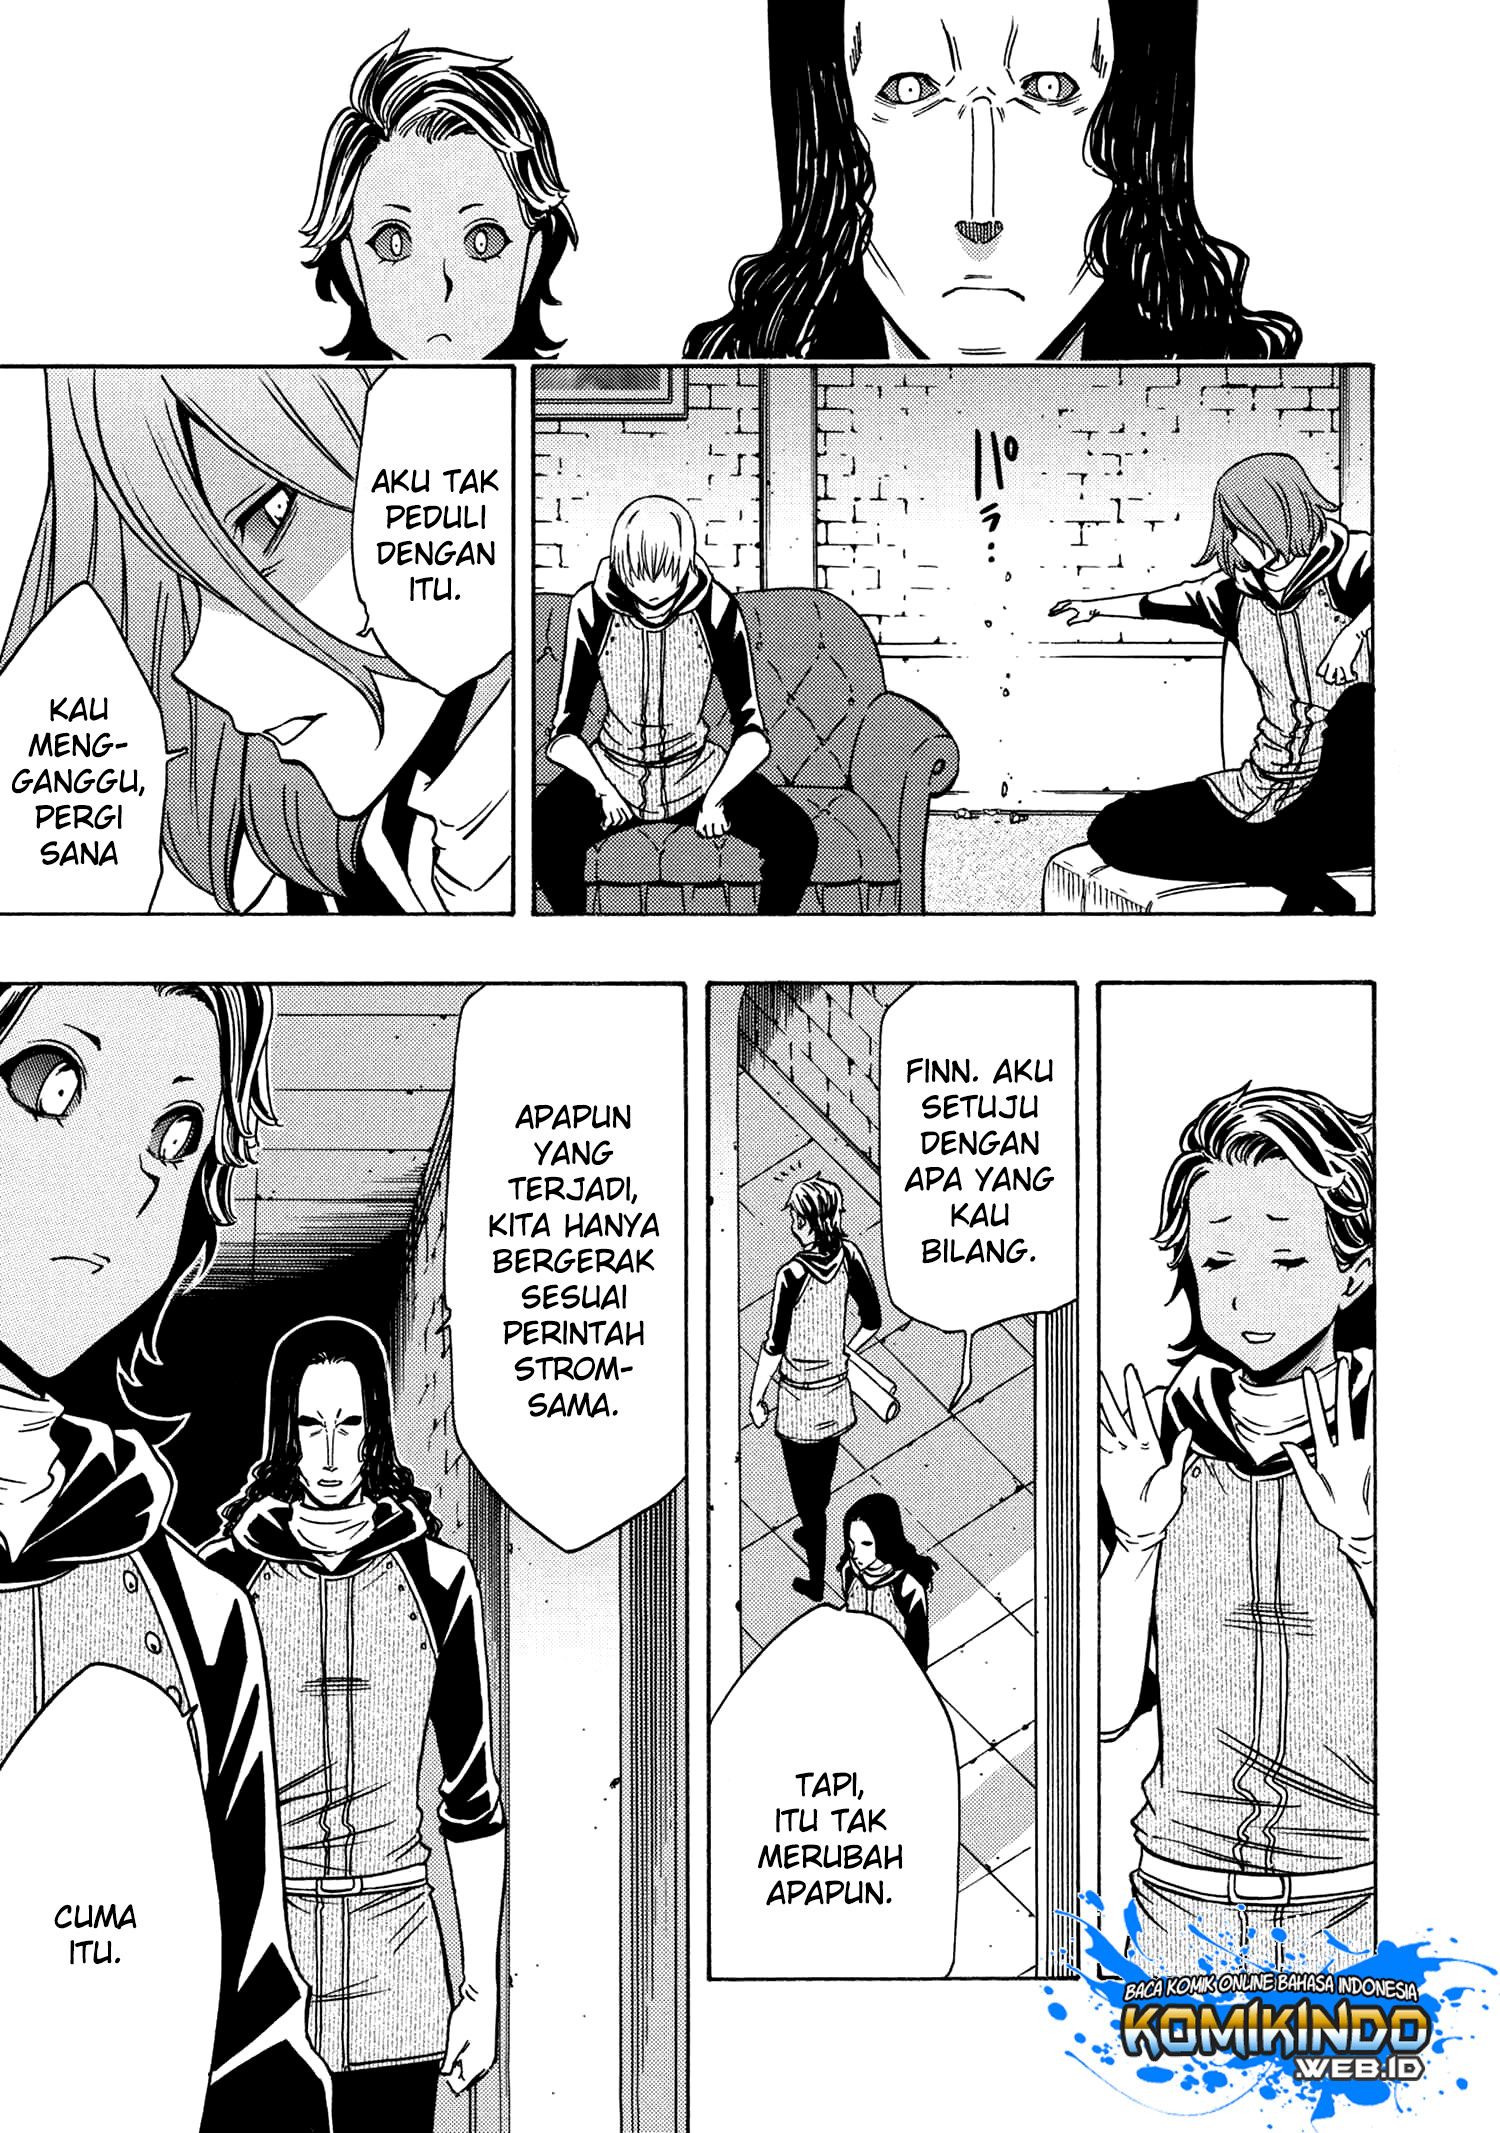 パラ
AKU TAK
PEDULI
DENGAN
ITU.
KAU
MENG-
GANGGU,
PERGI
SANA
FINN. AKU
SETUJU
DENGAN
APA YANG
KAU
BILANG.
TAPI,
ITU TAK
MERUBAH
APAPUN.
APAPUN
YANG
TERJADI,
KITA HANYA
BERGERAK
SESUAI
PERINTAH
STROM-
SAMA.
CUMA
ITU.
BACA KOMIK ONLINE BAHASA INDONESIA
KOMIKINDO
.WEB.ID